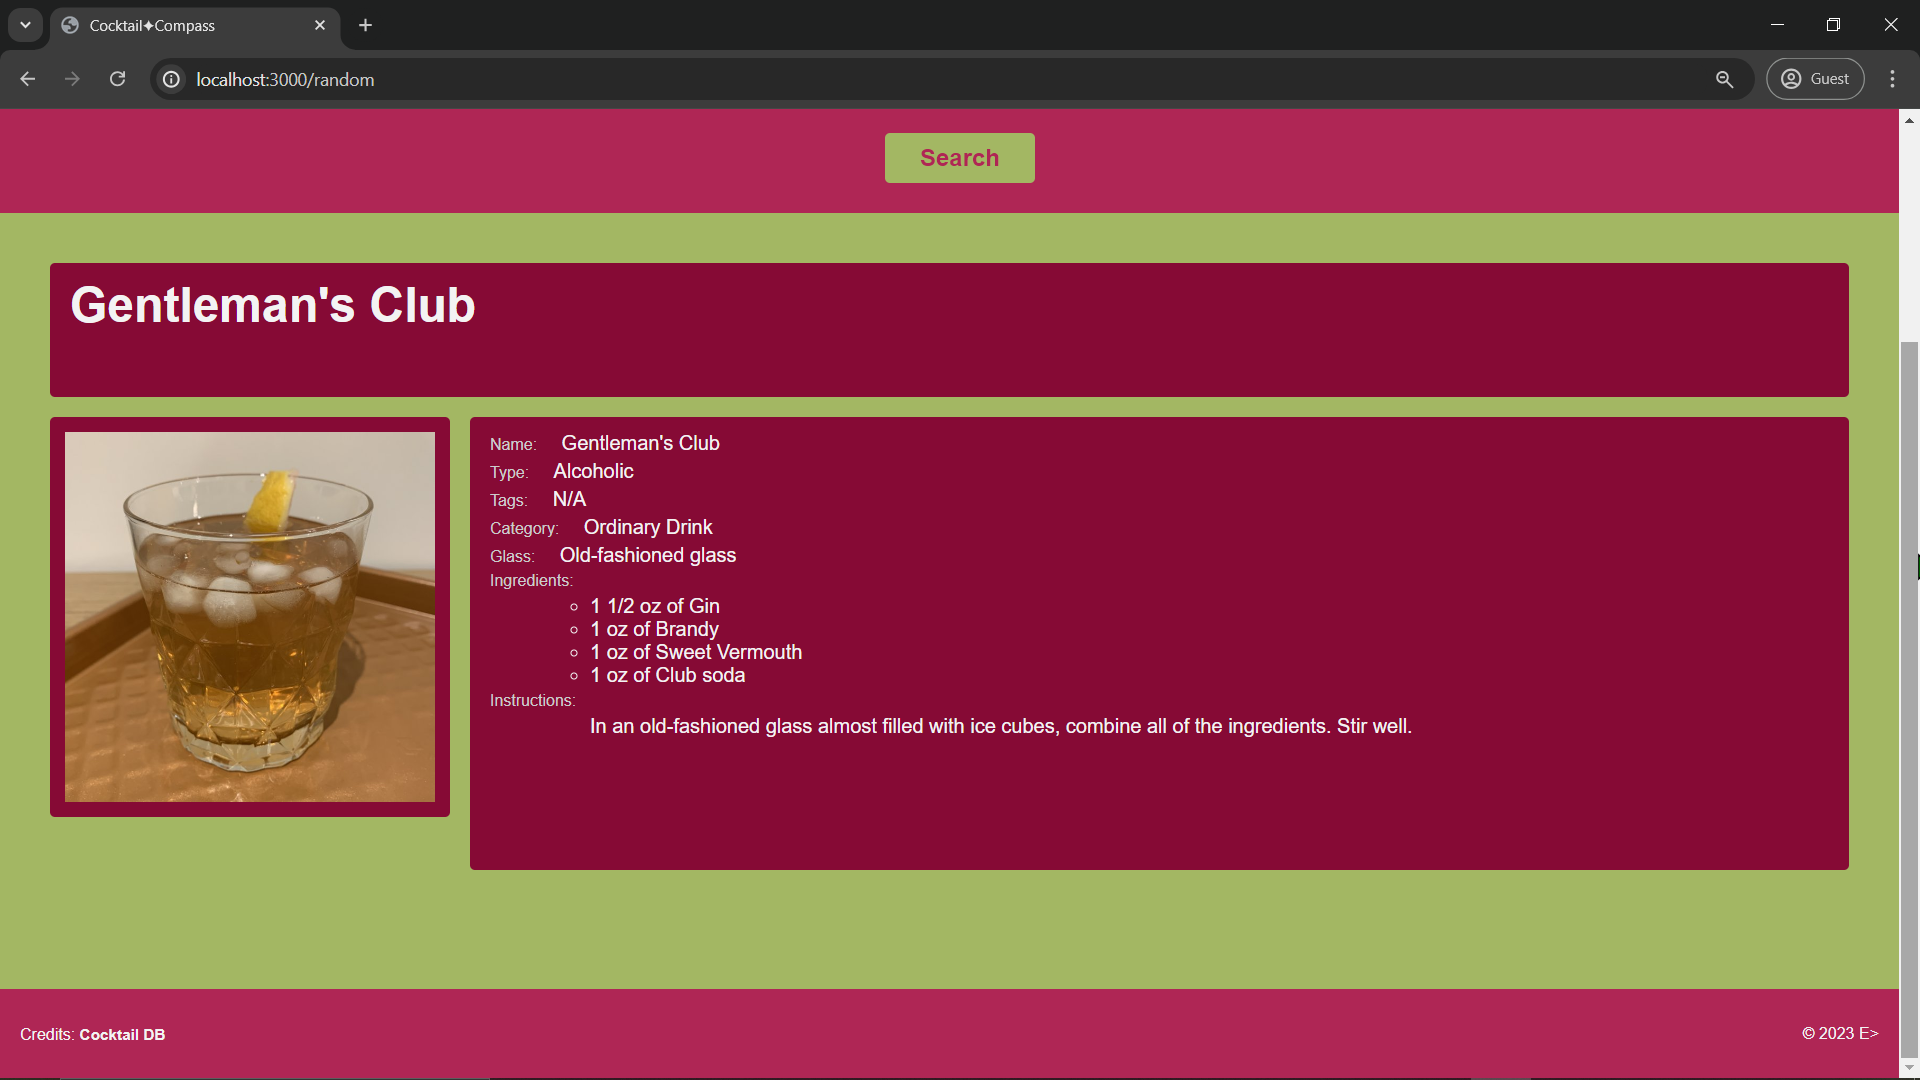 Cocktail✦Compass
localhost:3000/random
Guest
Search
Gentleman's Club
Name: Gentleman's Club
Type: Alcoholic
Tags: N/A
Category: Ordinary Drink
Glass: Old-fashioned glass
Ingredients:
1 1/2 oz of Gin
1 oz of Brandy
1 oz of Sweet Vermouth
1 oz of Club soda
Instructions:
In an old-fashioned glass almost filled with ice cubes, combine all of the ingredients. Stir well.
Credits: Cocktail DB
© 2023 E>